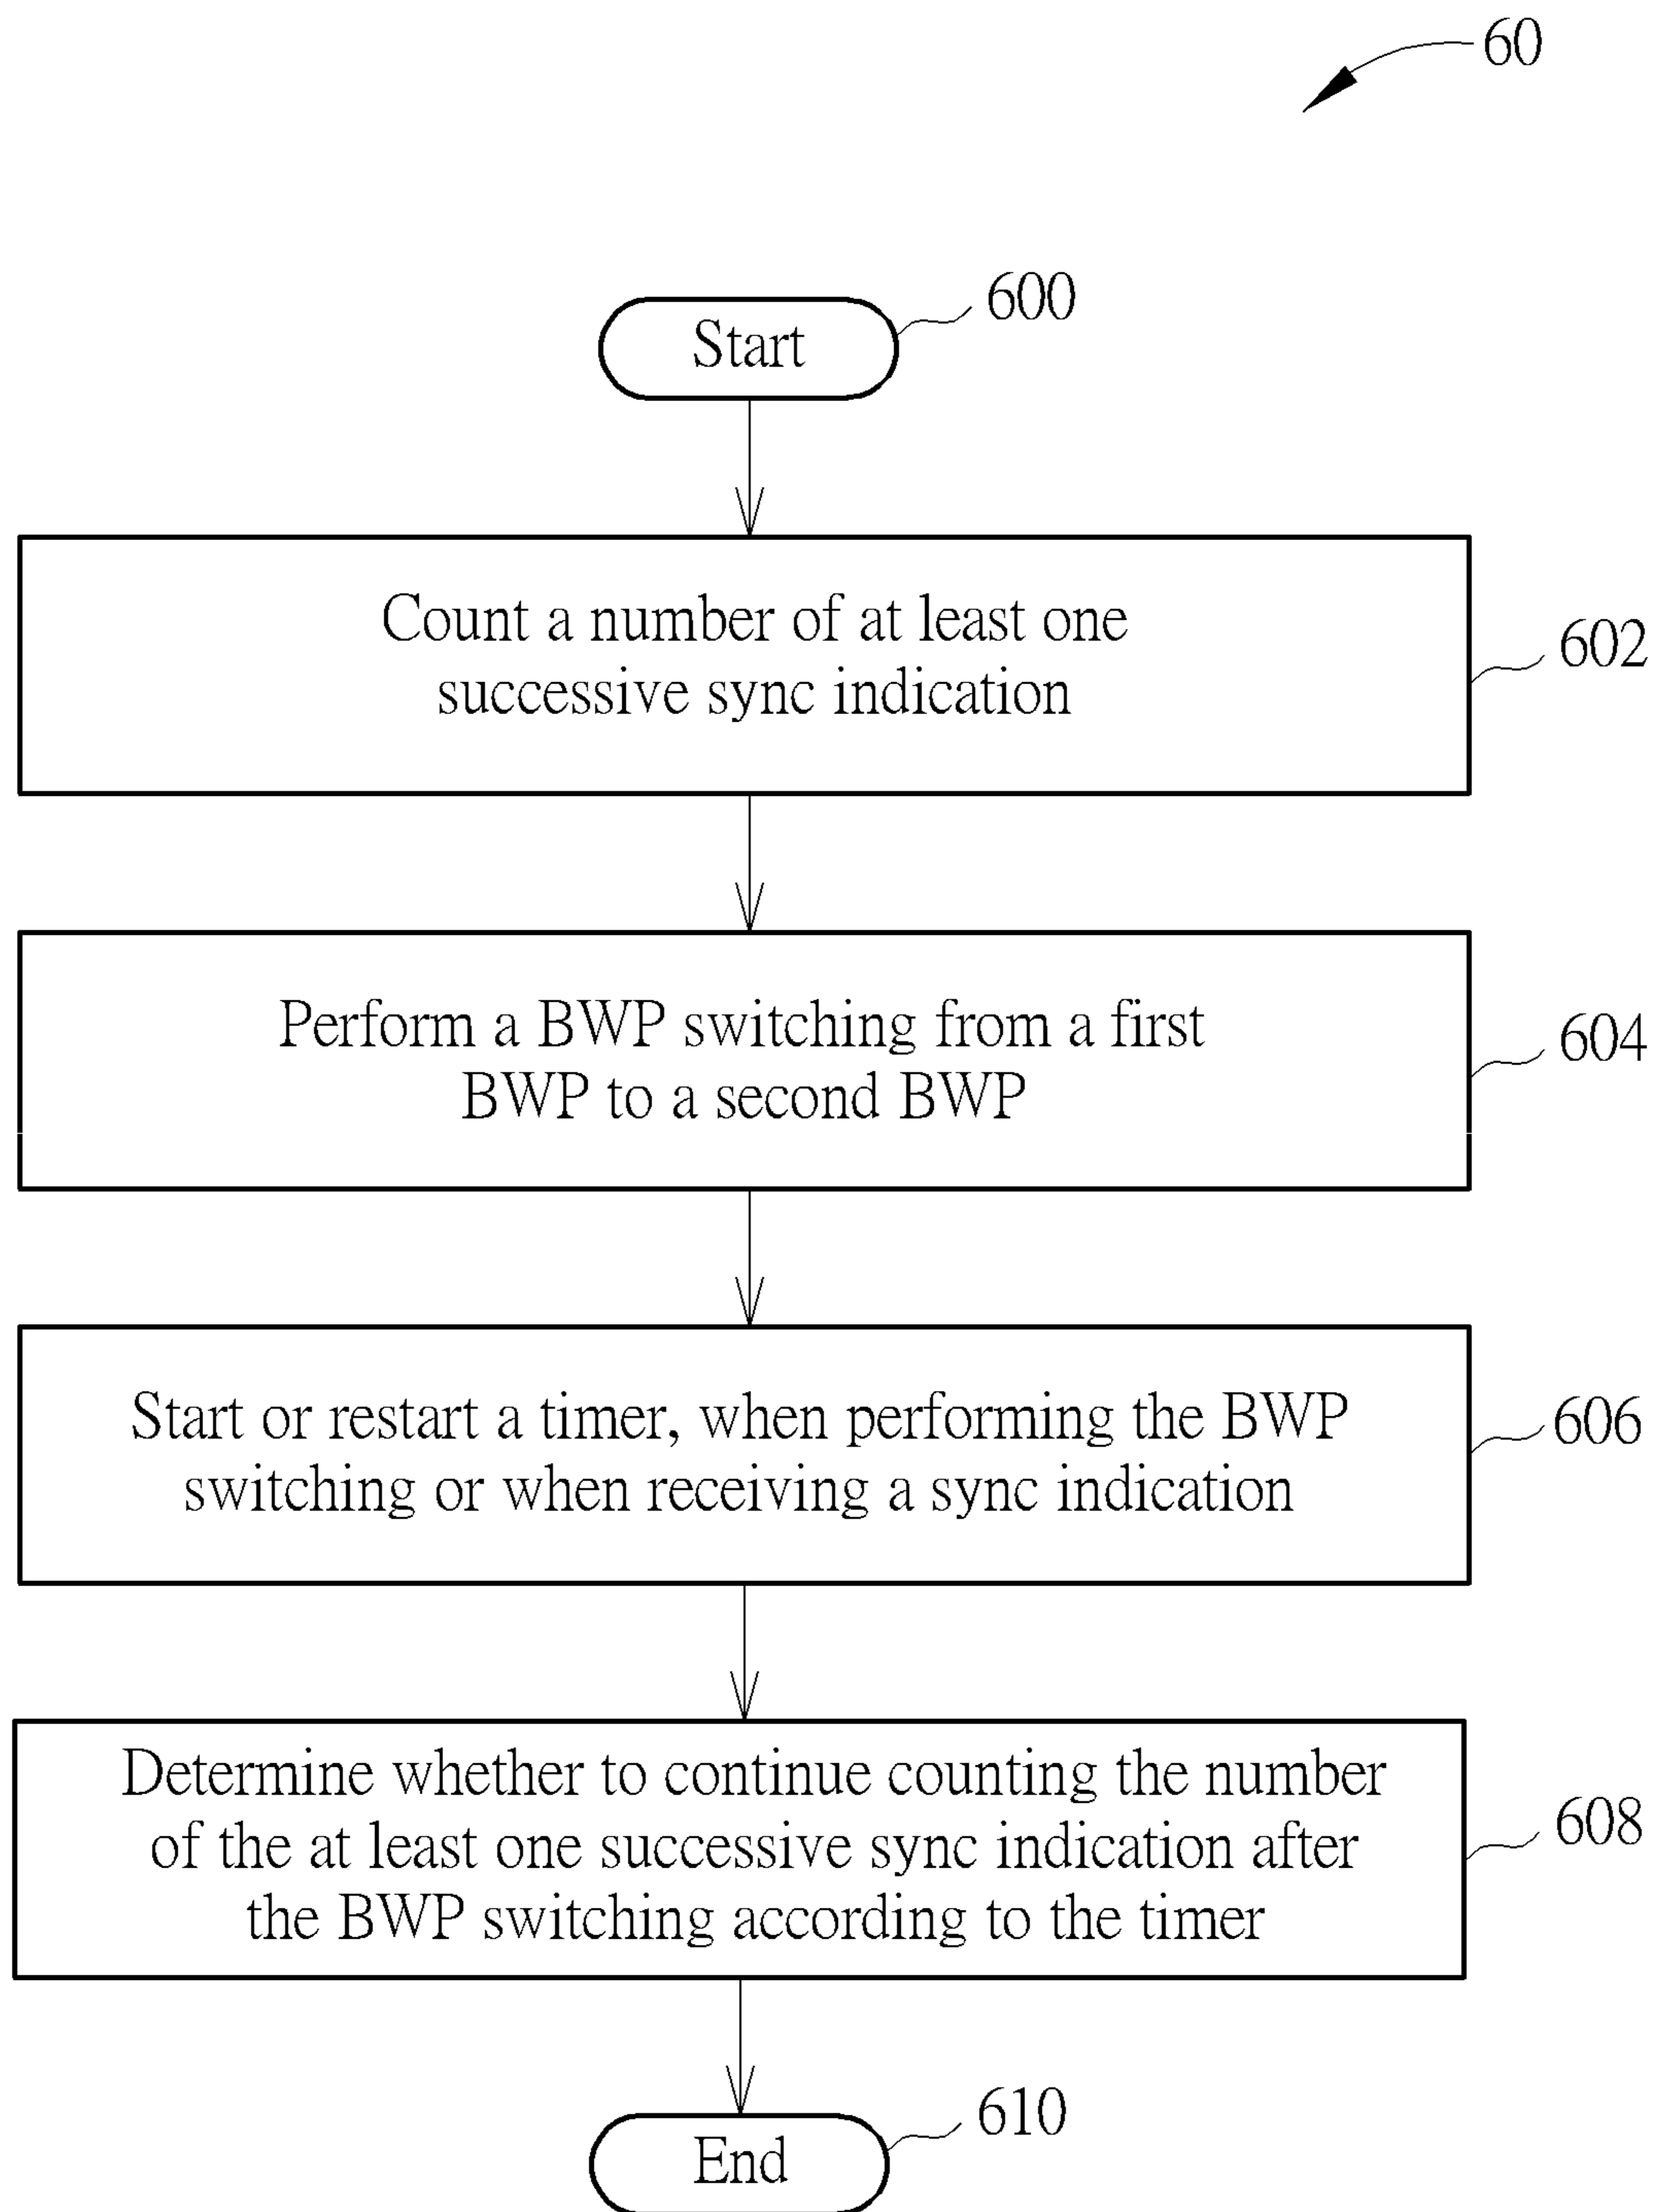 60
Start
600
Count a number of at least one
successive sync indication
602
Perform a BWP switching from a first
BWP to a second BWP
604
Start or restart a timer, when performing the BWP
switching or when receiving a sync indication
606
Determine whether to continue counting the number
of the at least one successive sync indication after
the BWP switching according to the timer
608
End
610